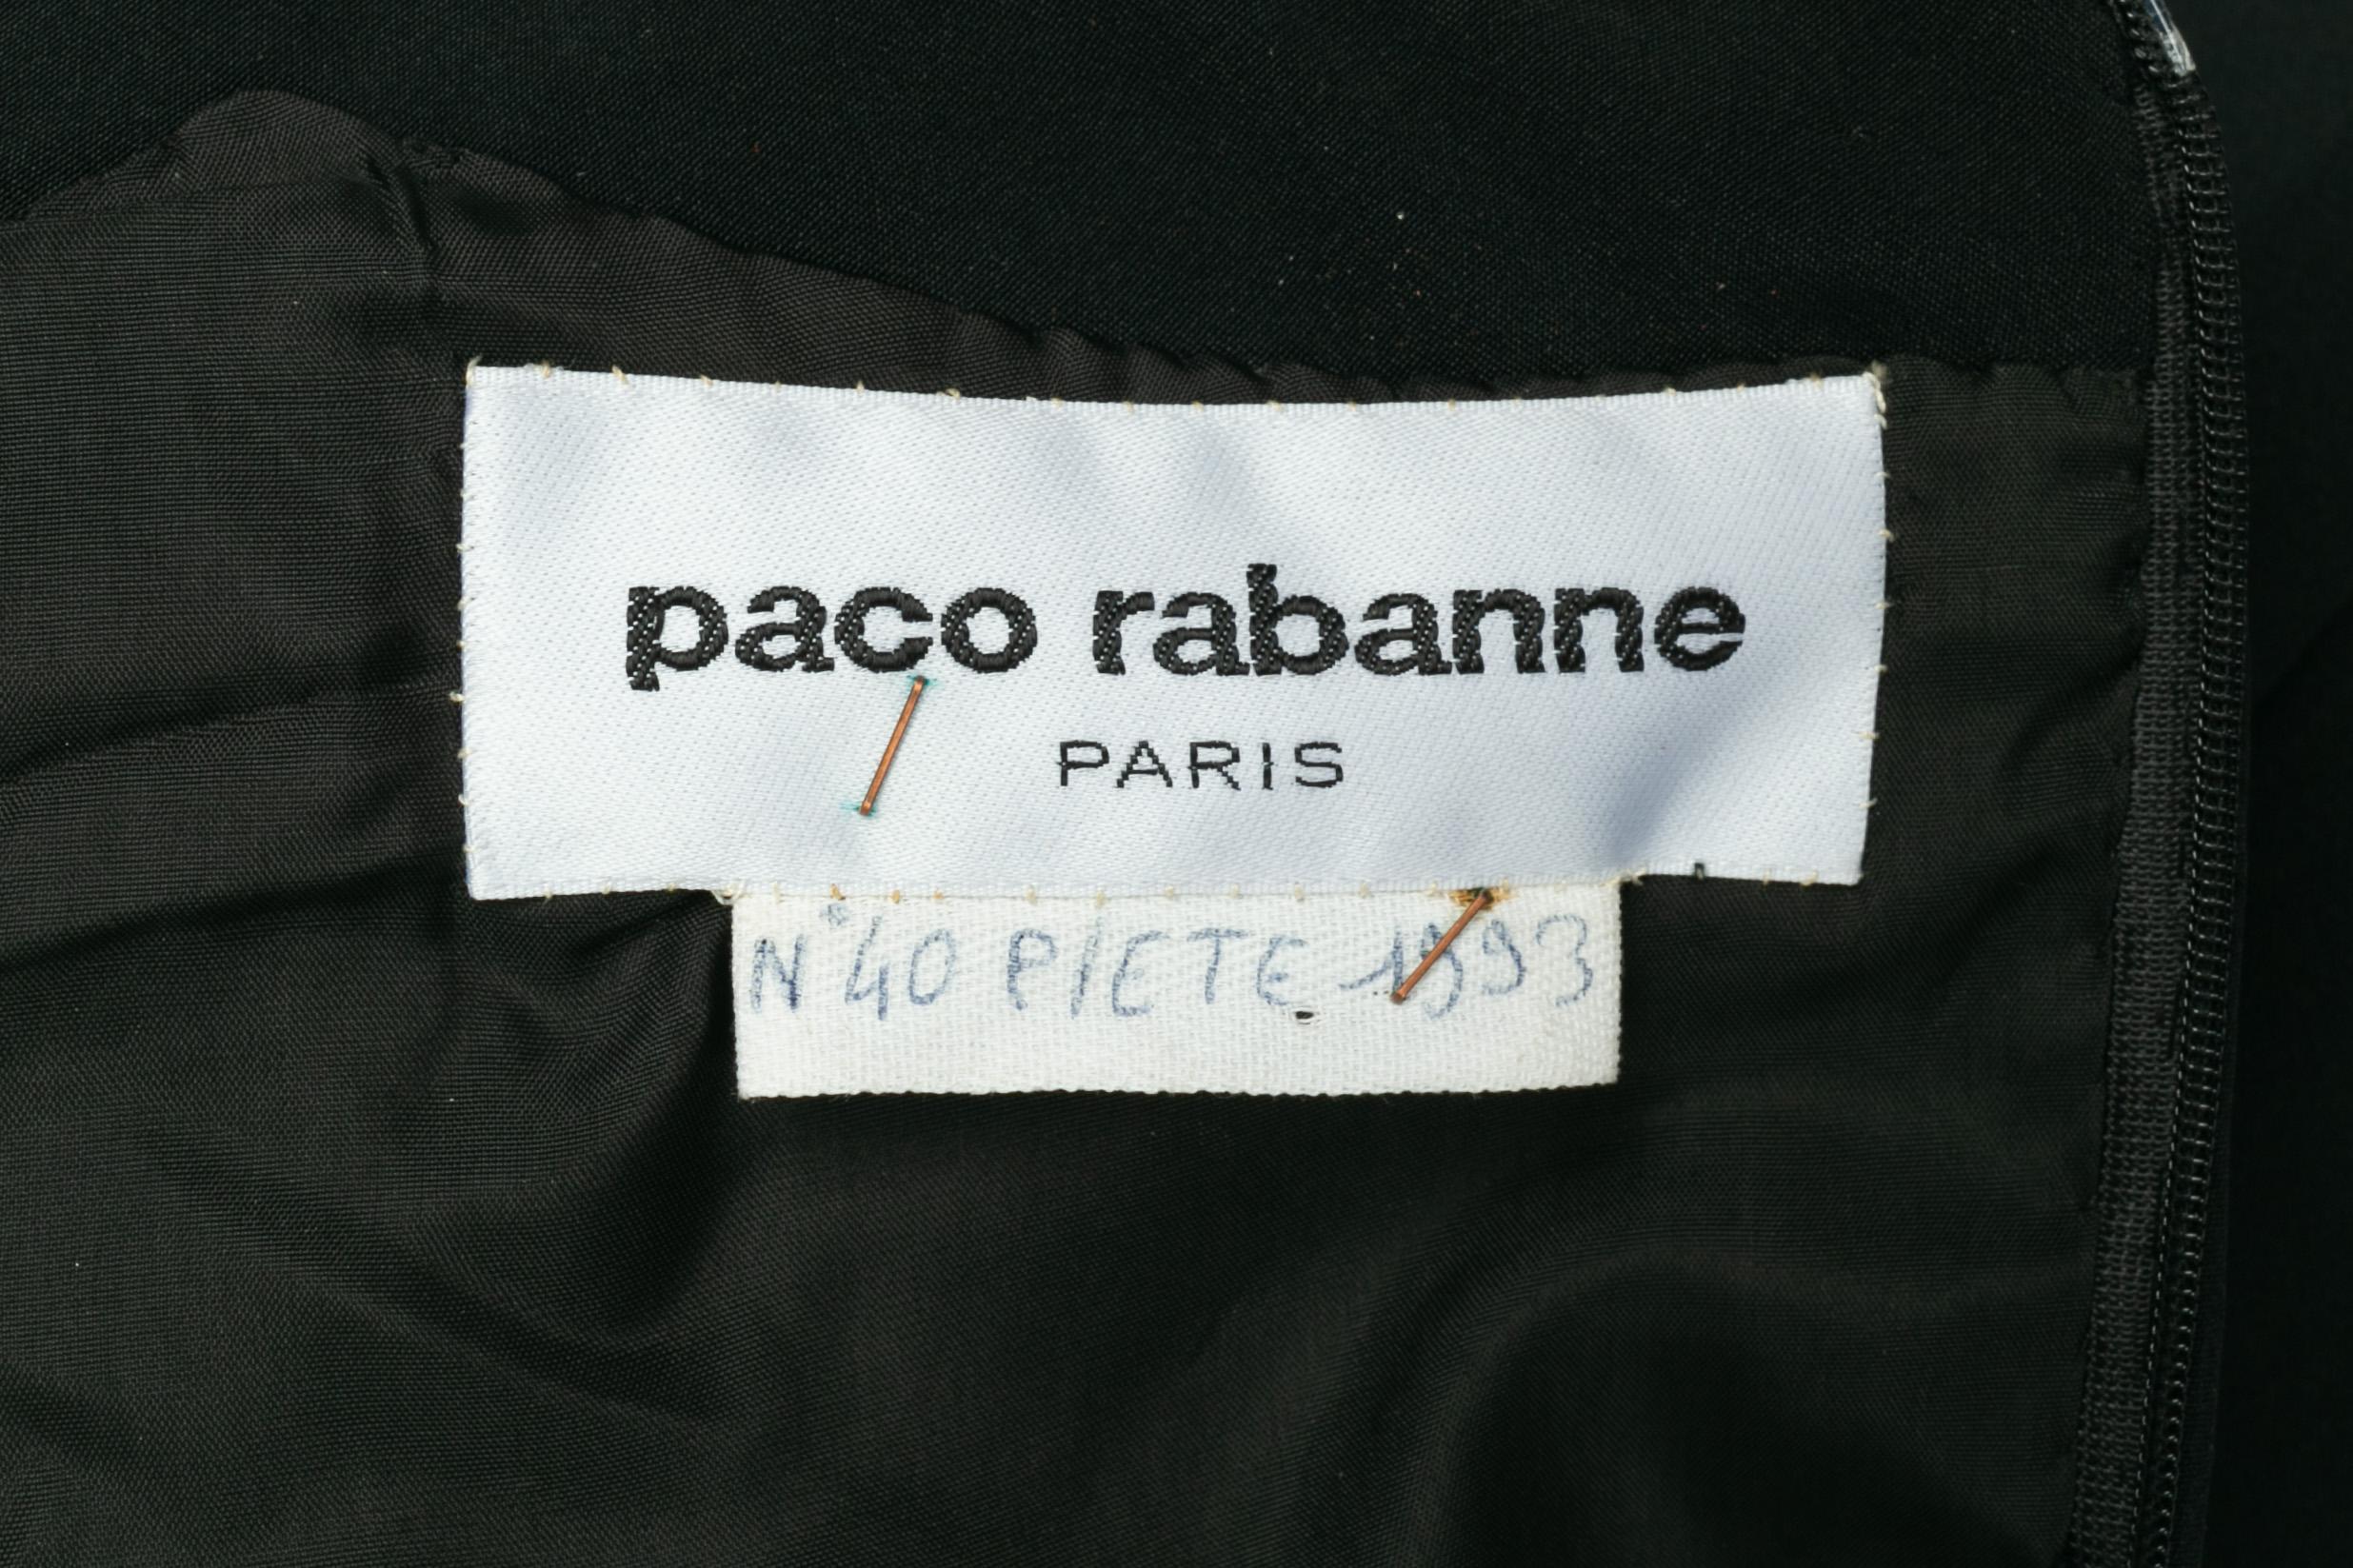 paco rabanne
PARIS
N°40 P/ETE 1993